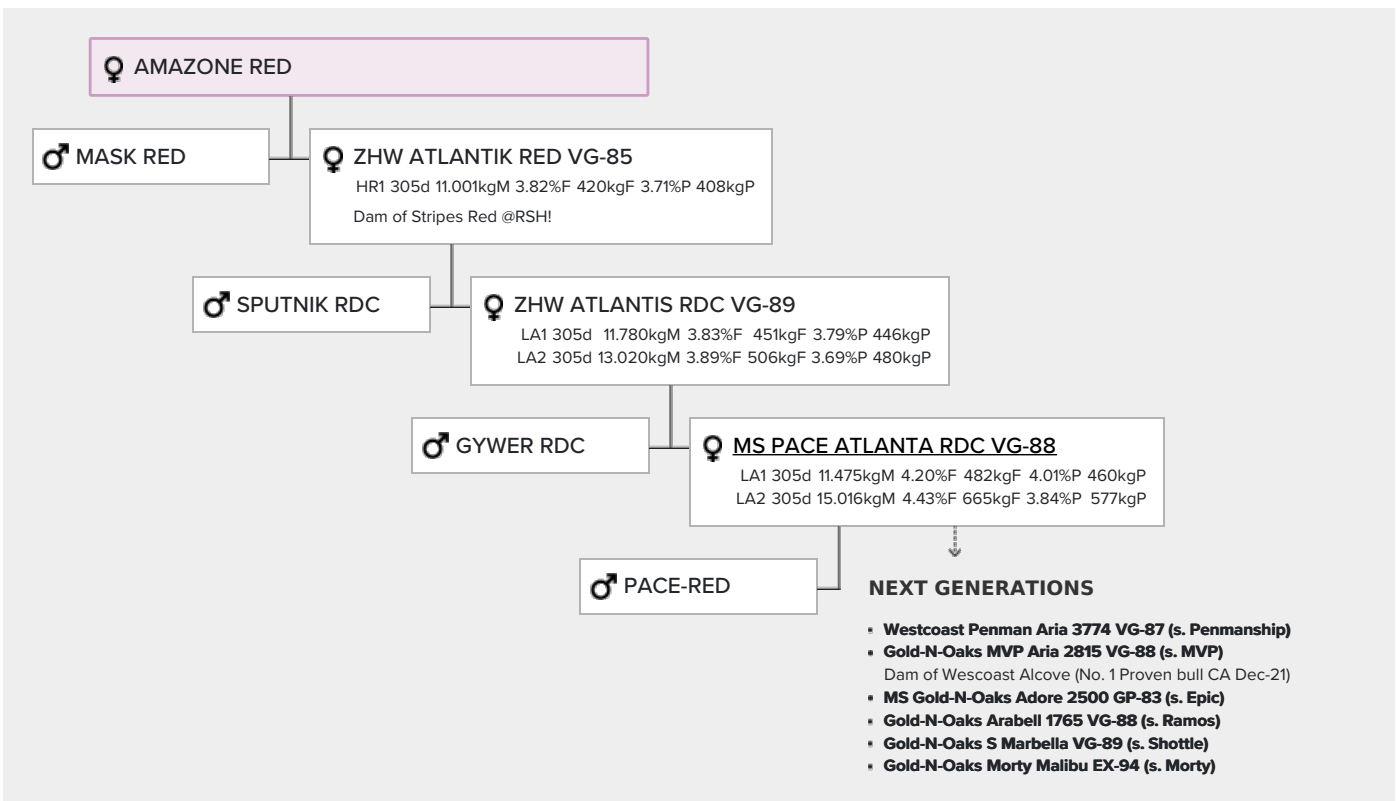 AMAZONE RED
MASK RED
ZHW ATLANTIK RED VG-85
HR1 305d 11.001kgM 3.82%F 420kgF 3.71%P 408kgP
Dam of Stripes Red @RSH!
SPUTNIK RDC
ZHW ATLANTIS RDC VG-89
LA1 305d 11.780kgM 3.83%F 451kgF 3.79%P 446kgP
LA2 305d 13.020kgM 3.89%F 506kgF 3.69%P 480kgP
GYWER RDC
MS PACE ATLANTA RDC VG-88
LA1 305d 11.475kgM 4.20%F 482kgF 4.01%P 460kgP
LA2 305d 15.016kgM 4.43%F 665kgF 3.84%P 577kgP
PACE-RED
NEXT GENERATIONS
Westcoast Penman Aria 3774 VG-87 (s. Penmanship)
Gold-N-Oaks MVP Aria 2815 VG-88 (s. MVP)
Dam of Wescoast Alcove (No. 1 Proven bull CA Dec-21)
MS Gold-N-Oaks Adore 2500 GP-83 (s. Epic)
Gold-N-Oaks Arabell 1765 VG-88 (s. Ramos)
Gold-N-Oaks S Marbella VG-89 (s. Shottle)
Gold-N-Oaks Morty Malibu EX-94 (s. Morty)